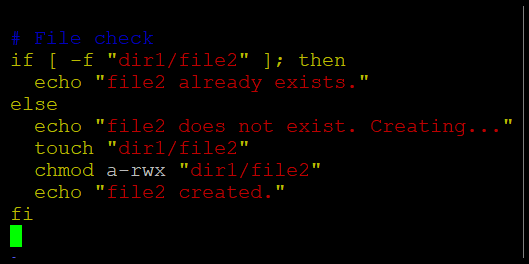 # File check
if [ -f "dir1/file2" ]; then
  echo "file2 already exists."
else
  echo "file2 does not exist. Creating..."
  touch "dir1/file2"
  chmod a-rwx "dir1/file2"
  echo "file2 created."
fi